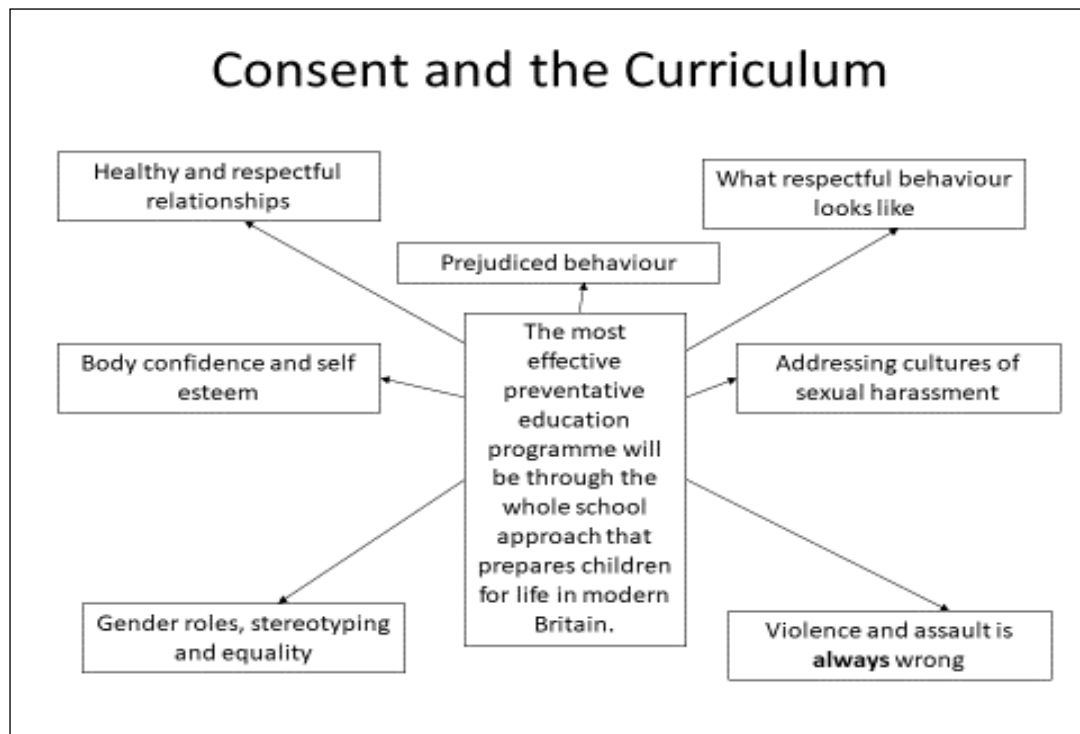 Consent and the Curriculum
Healthy and respectful
relationships
What respectful behaviour
looks like
Prejudiced behaviour
The most
effective
preventative
education
programme will
be through the
whole school
approach that
prepares children
for life in modern
Britain.
Body confidence and self
esteem
Addressing cultures of
sexual harassment
Gender roles, stereotyping
and equality
Violence and assault is
always wrong